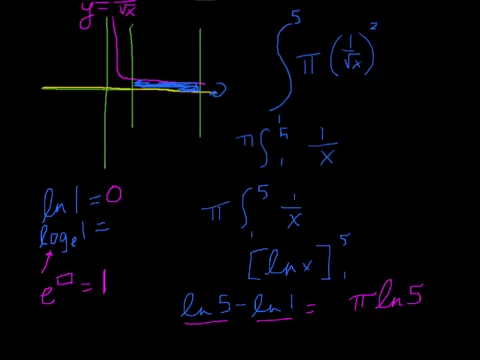 y = 1/√x
∫₁⁵ π (1/√x)²
π ∫₁⁵ 1/x
π ∫₁⁵ 1/x
[ln x]₁⁵
ln 5 - ln 1 = π ln 5
ln 1 = 0
logₑ 1 =
e^□ = 1